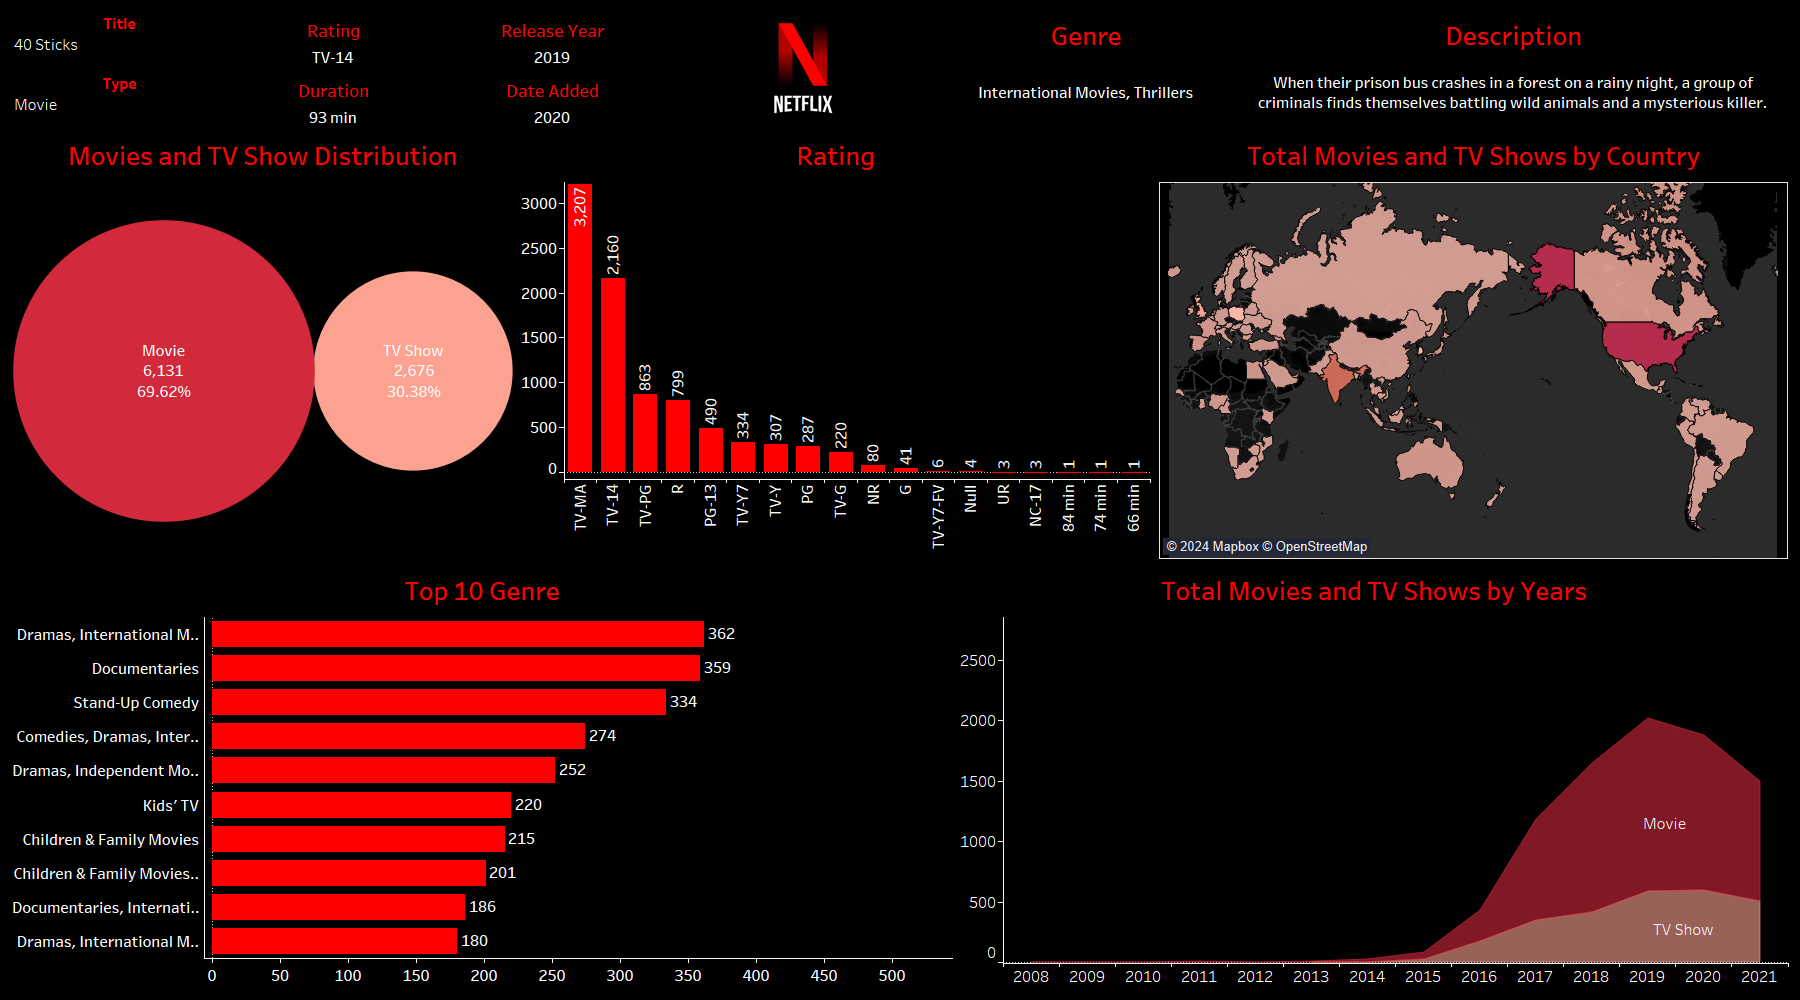 Title
40 Sticks
Type
Movie
Rating
TV-14
Duration
93 min
Release Year
2019
Date Added
2020
NETFLIX
Genre
International Movies, Thrillers
Description
When their prison bus crashes in a forest on a rainy night, a group of
criminals finds themselves battling wild animals and a mysterious killer.
Movies and TV Show Distribution
Movie
6,131
69.62%
TV Show
2,676
30.38%
Rating
3000
2500
2000
1500
1000
500
0
3,207
2,160
863
799
490
334
307
287
220
80
41
6
4
3
3
1
1
1
TV-MA
TV-14
TV-PG
R
PG-13
TV-Y7
TV-Y
PG
TV-G
NR
G
TV-Y7-FV
Null
UR
NC-17
84 min
74 min
66 min
Total Movies and TV Shows by Country
© 2024 Mapbox © OpenStreetMap
Top 10 Genre
Dramas, International M.. 362
Documentaries 359
Stand-Up Comedy 334
Comedies, Dramas, Inter.. 274
Dramas, Independent Mo.. 252
Kids' TV 220
Children & Family Movies 215
Children & Family Movies.. 201
Documentaries, Internati.. 186
Dramas, International M.. 180
0 50 100 150 200 250 300 350 400 450 500
Total Movies and TV Shows by Years
2500
2000
1500
1000
500
0
Movie
TV Show
2008 2009 2010 2011 2012 2013 2014 2015 2016 2017 2018 2019 2020 2021